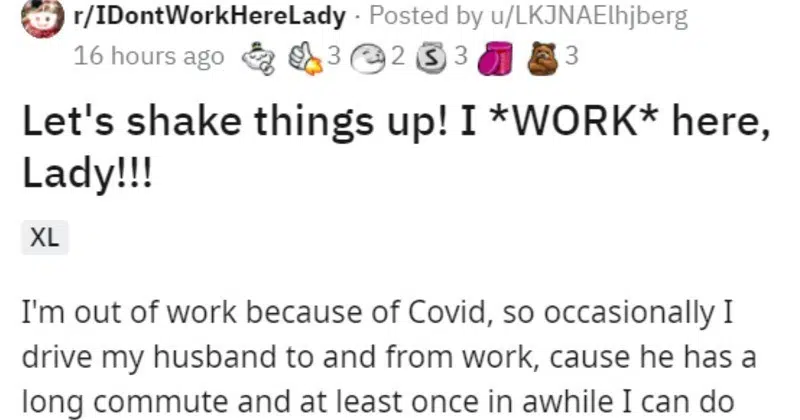 r/IDontWorkHereLady · Posted by u/LKJNAElhjberg
16 hours ago 3 2 S 3 3
Let's shake things up! I *WORK* here,
Lady!!!
XL
I'm out of work because of Covid, so occasionally I
drive my husband to and from work, cause he has a
long commute and at least once in awhile I can do